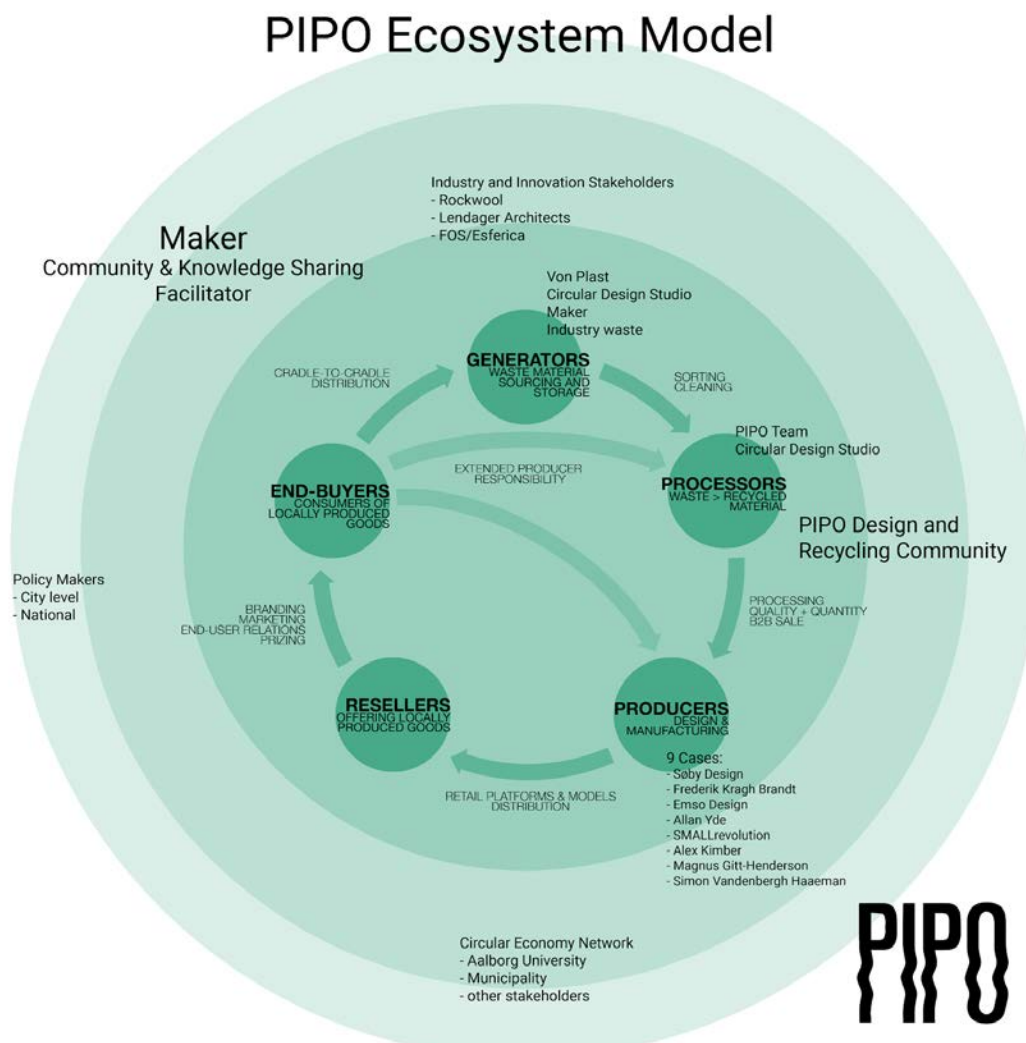 PIPO Ecosystem Model
Industry and Innovation Stakeholders
- Rockwool
- Lendager Architects
- FOS/Esferica
Maker
Community & Knowledge Sharing
Facilitator
Von Plast
Circular Design Studio
Maker
Industry waste
GENERATORS
WASTE MATERIAL
SOURCING AND
STORAGE
CRADLE-TO-CRADLE
DISTRIBUTION
SORTING
CLEANING
PIPO Team
Circular Design Studio
EXTENDED PRODUCER
RESPONSIBILITY
END-BUYERS
CONSUMERS OF
LOCALLY PRODUCED
GOODS
PROCESSORS
WASTE > RECYCLED
MATERIAL
PIPO Design and
Recycling Community
Policy Makers
- City level
- National
BRANDING
MARKETING
END-USER RELATIONS
PRIZING
PROCESSING
QUALITY + QUANTITY
B2B SALE
RESELLERS
OFFERING LOCALLY
PRODUCED GOODS
PRODUCERS
DESIGN &
MANUFACTURING
RETAIL PLATFORMS & MODELS
DISTRIBUTION
9 Cases:
- Søby Design
- Frederik Kragh Brandt
- Emso Design
- Allan Yde
- SMALLrevolution
- Alex Kimber
- Magnus Gitt-Henderson
- Simon Vandenbergh Haaeman
Circular Economy Network
- Aalborg University
- Municipality
- other stakeholders
PIPO